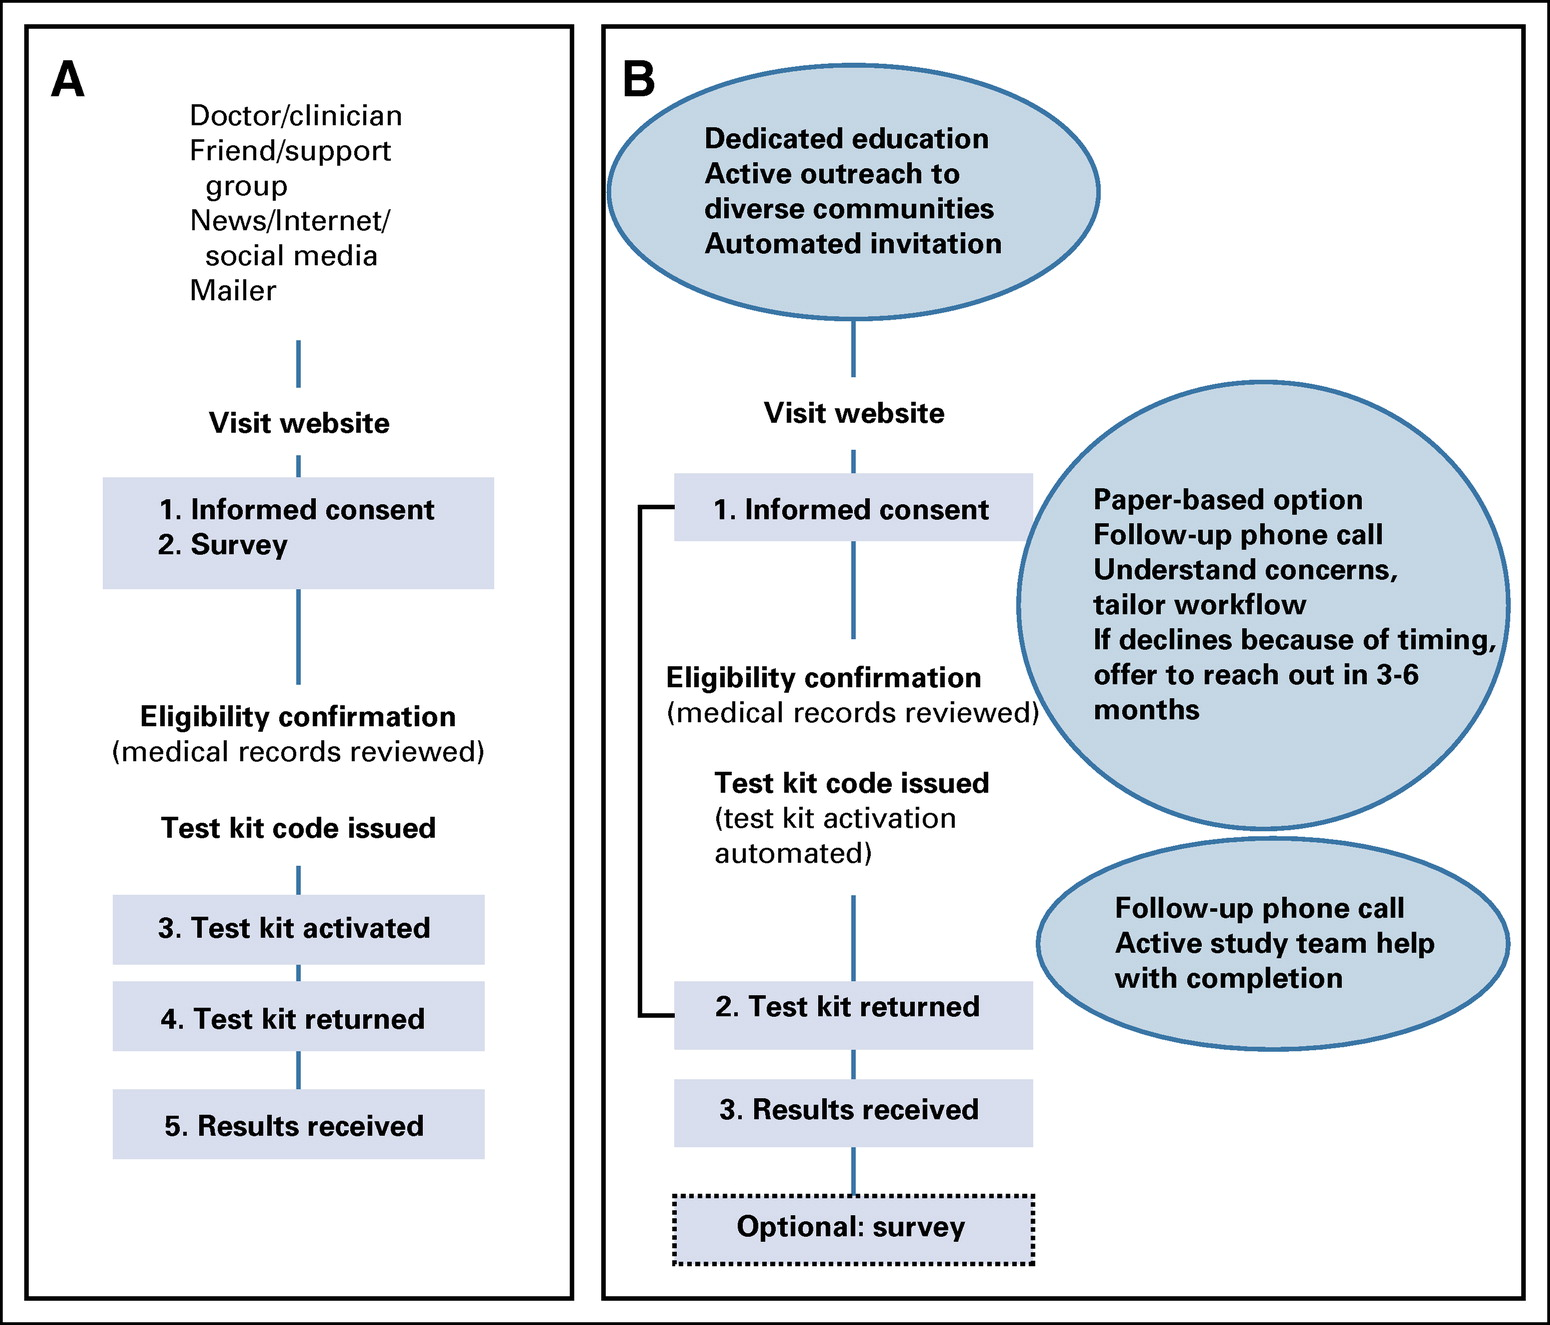 A
Doctor/clinician
Friend/support
group
News/Internet/
social media
Mailer
Visit website
1. Informed consent
2. Survey
Eligibility confirmation
(medical records reviewed)
Test kit code issued
3. Test kit activated
4. Test kit returned
5. Results received
B
Dedicated education
Active outreach to
diverse communities
Automated invitation
Visit website
1. Informed consent
Eligibility confirmation
(medical records reviewed)
Test kit code issued
(test kit activation
automated)
2. Test kit returned
3. Results received
Optional: survey
Paper-based option
Follow-up phone call
Understand concerns,
tailor workflow
If declines because of timing,
offer to reach out in 3-6
months
Follow-up phone call
Active study team help
with completion